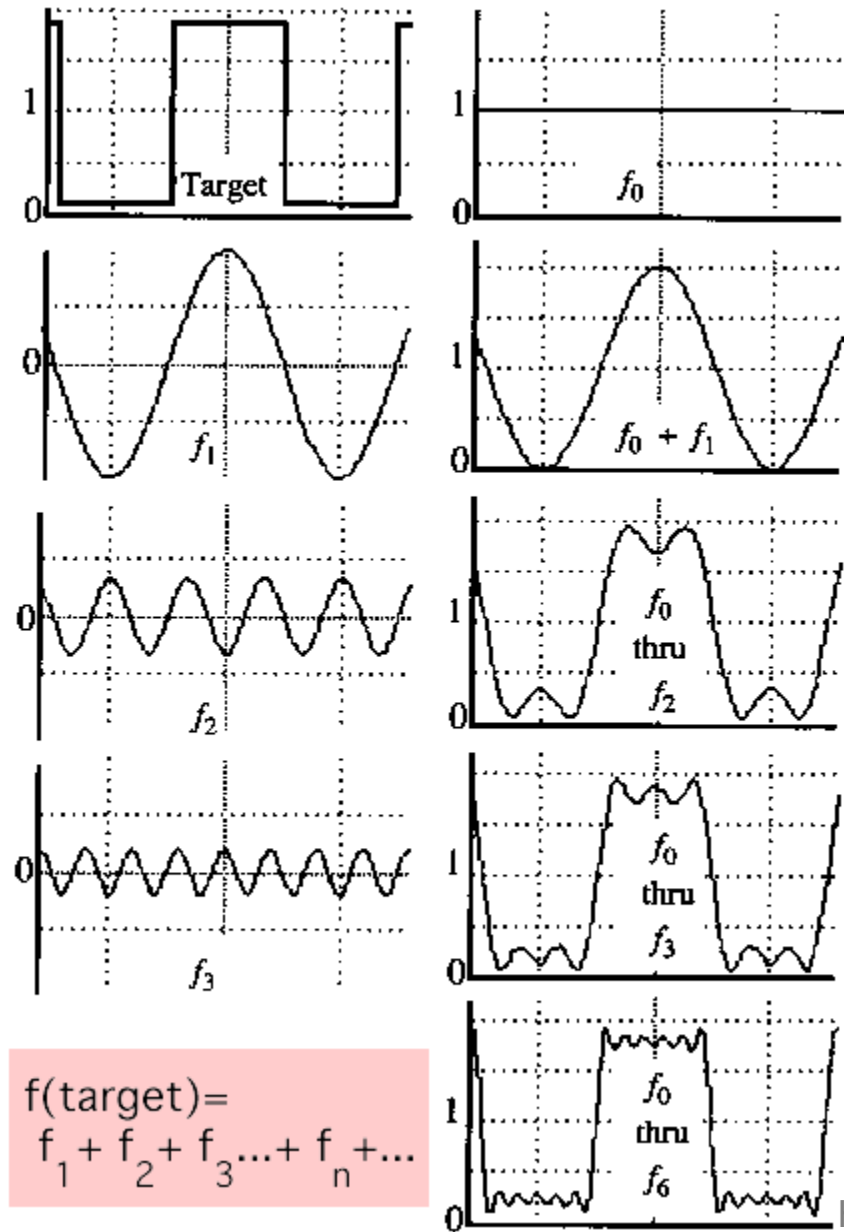 1
0
Target
1
0
f0
0
f1
1
0
f0 + f1
0
f2
1
0
f0
thru
f2
0
f3
1
0
f0
thru
f3
1
0
f0
thru
f6
f(target)=
f1+ f2+ f3...+ fn+...